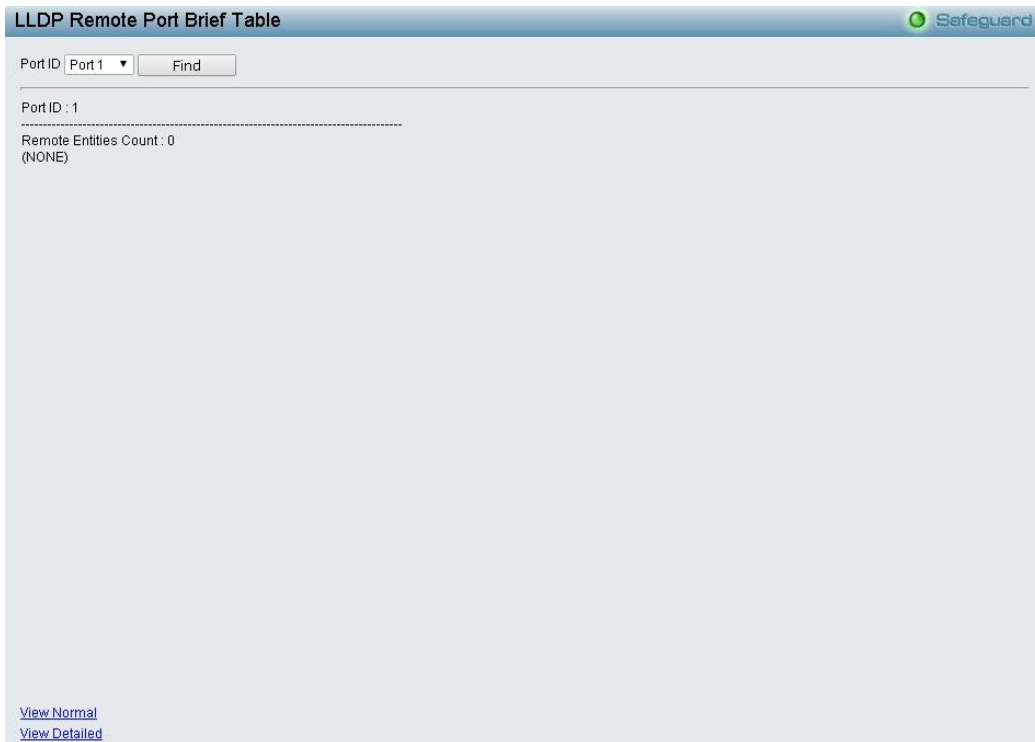 LLDP Remote Port Brief Table
Safeguard
Port ID Port 1 Find
Port ID : 1
--------------------------------------------------------------------------------------------
Remote Entities Count : 0
(NONE)
View Normal
View Detailed